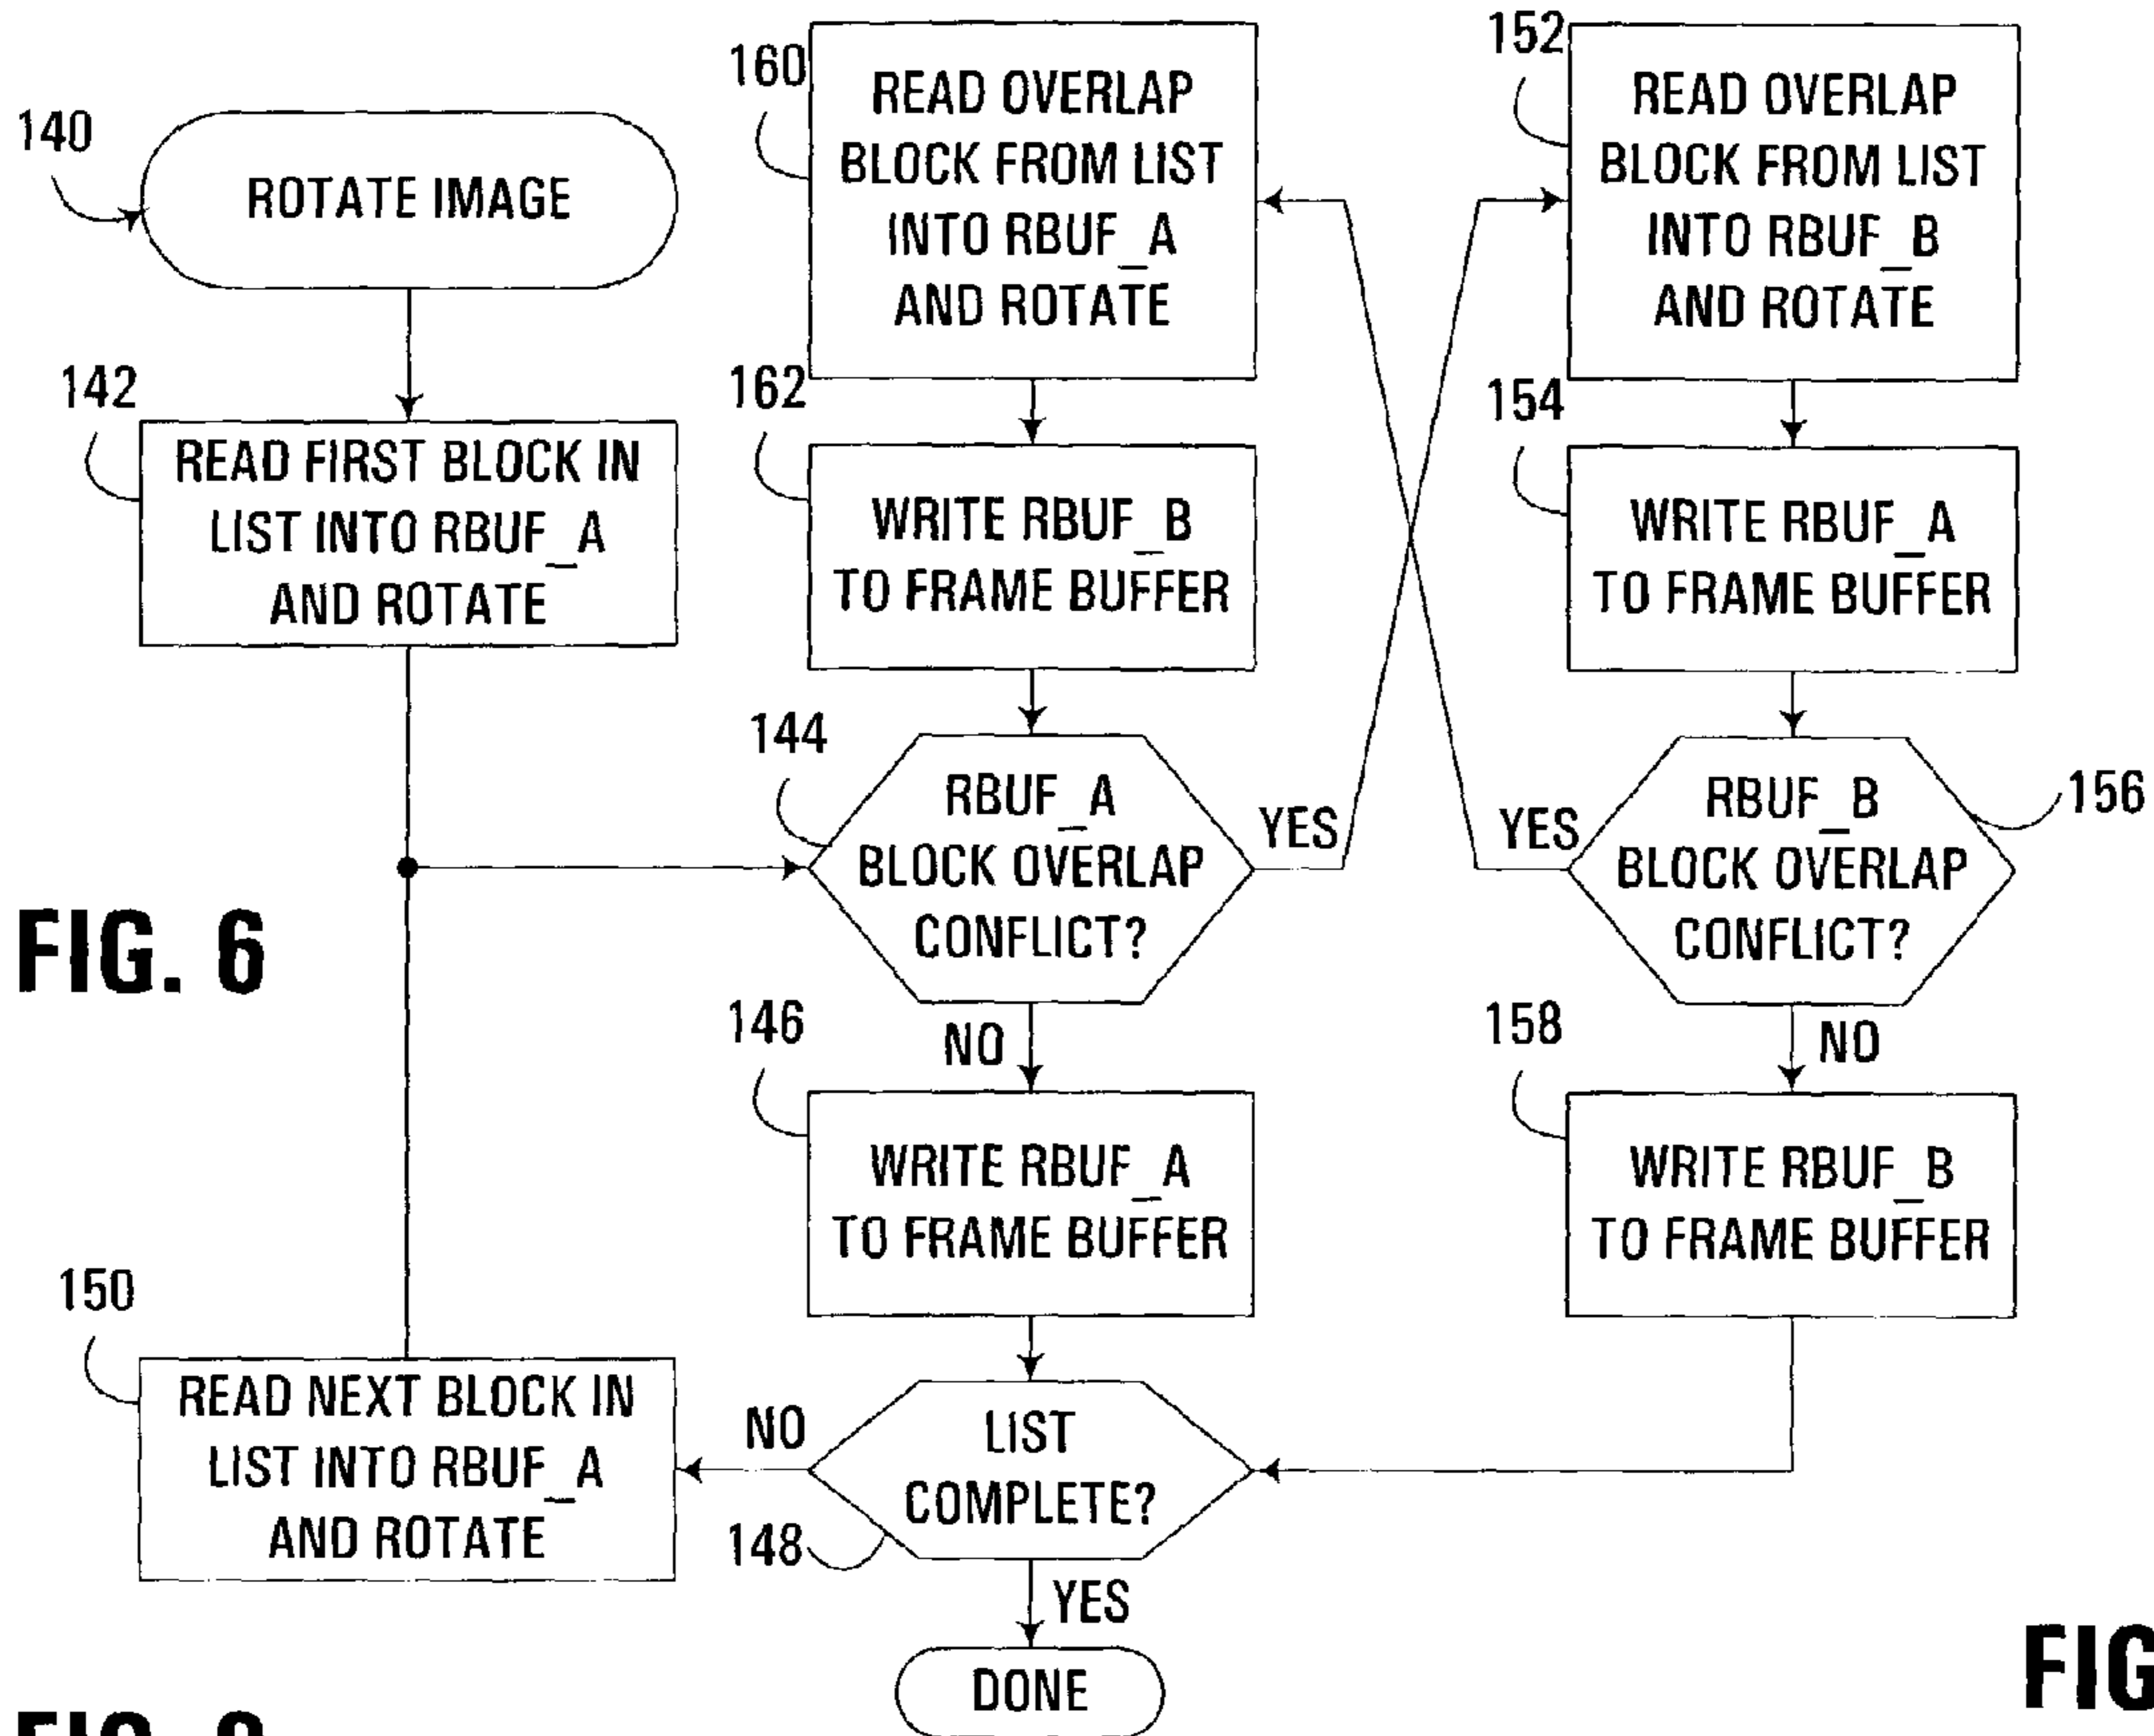 140
ROTATE IMAGE
142
READ FIRST BLOCK IN
LIST INTO RBUF_A
AND ROTATE
160
READ OVERLAP
BLOCK FROM LIST
INTO RBUF_A
AND ROTATE
162
WRITE RBUF_B
TO FRAME BUFFER
144
RBUF_A
BLOCK OVERLAP
CONFLICT?
YES
NO
146
WRITE RBUF_A
TO FRAME BUFFER
152
READ OVERLAP
BLOCK FROM LIST
INTO RBUF_B
AND ROTATE
154
WRITE RBUF_A
TO FRAME BUFFER
YES
RBUF_B
BLOCK OVERLAP
CONFLICT?
156
NO
158
WRITE RBUF_B
TO FRAME BUFFER
FIG. 6
150
READ NEXT BLOCK IN
LIST INTO RBUF_A
AND ROTATE
NO
LIST
COMPLETE?
148
YES
DONE
FIG